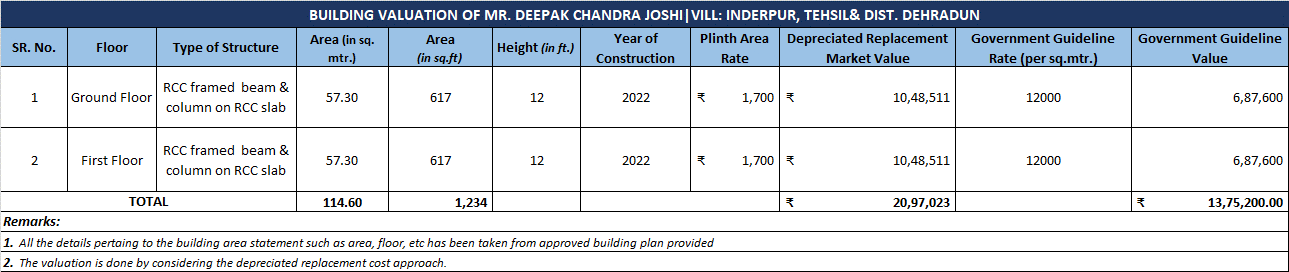 BUILDING VALUATION OF MR. DEEPAK CHANDRA JOSHI|VILL: INDERPUR, TEHSIL& DIST. DEHRADUN
SR. No. Floor Type of Structure Area (in sq. mtr.) Area (in sq.ft) Height (in ft.) Year of Construction Plinth Area Rate Depreciated Replacement Market Value Government Guideline Rate (per sq.mtr.) Government Guideline Value
1 Ground Floor RCC framed beam & column on RCC slab 57.30 617 12 2022 ₹ 1,700 ₹ 10,48,511 12000 6,87,600
2 First Floor RCC framed beam & column on RCC slab 57.30 617 12 2022 ₹ 1,700 ₹ 10,48,511 12000 6,87,600
TOTAL 114.60 1,234 ₹ 20,97,023 ₹ 13,75,200.00
Remarks:
1. All the details pertaing to the building area statement such as area, floor, etc has been taken from approved building plan provided
2. The valuation is done by considering the depreciated replacement cost approach.